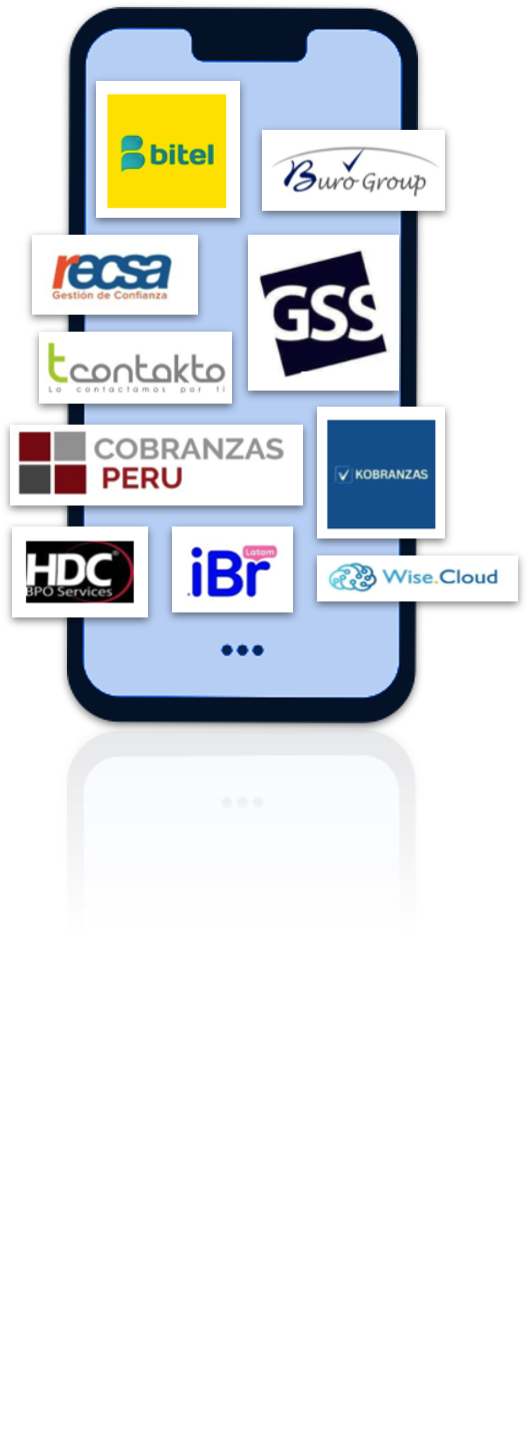 bitel
Buro Group
recsa
Gestión de Confianza
GSS
tcontakto
Lo contactamos por ti
COBRANZAS
PERU
KOBRANZAS
HDC®
BPO Services
iBr Latam
Wise.Cloud